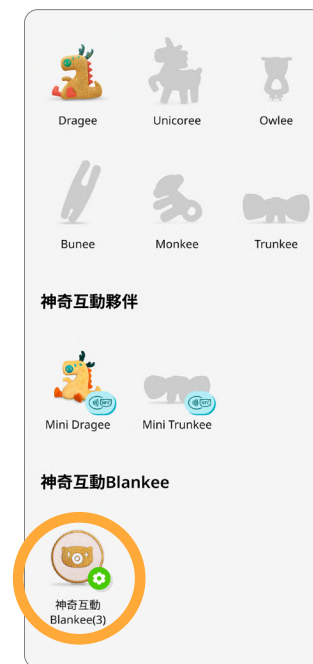 Dragee Unicoree Owlee
Bunee Monkee Trunkee
神奇互動夥伴
Mini Dragee Mini Trunkee
神奇互動Blankee
神奇互動
Blankee(3)